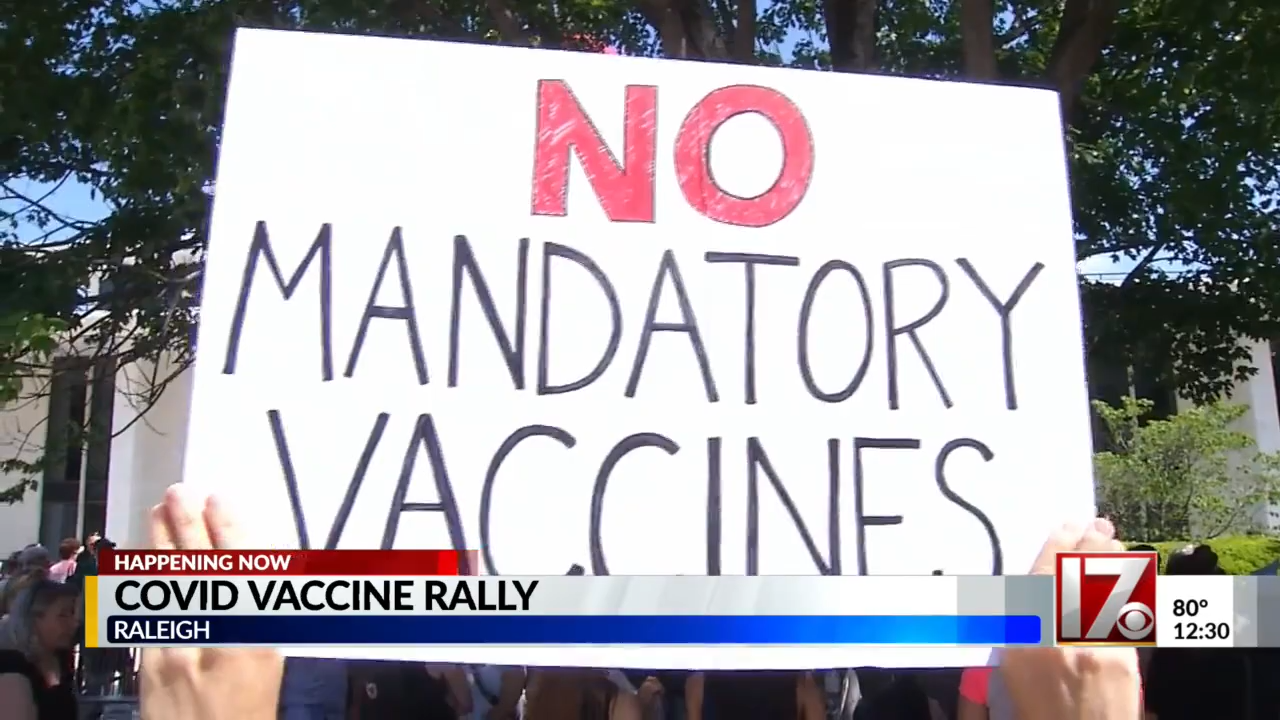 NO
MANDATORY
VACCINES
HAPPENING NOW
COVID VACCINE RALLY
RALEIGH
17
80°
12:30